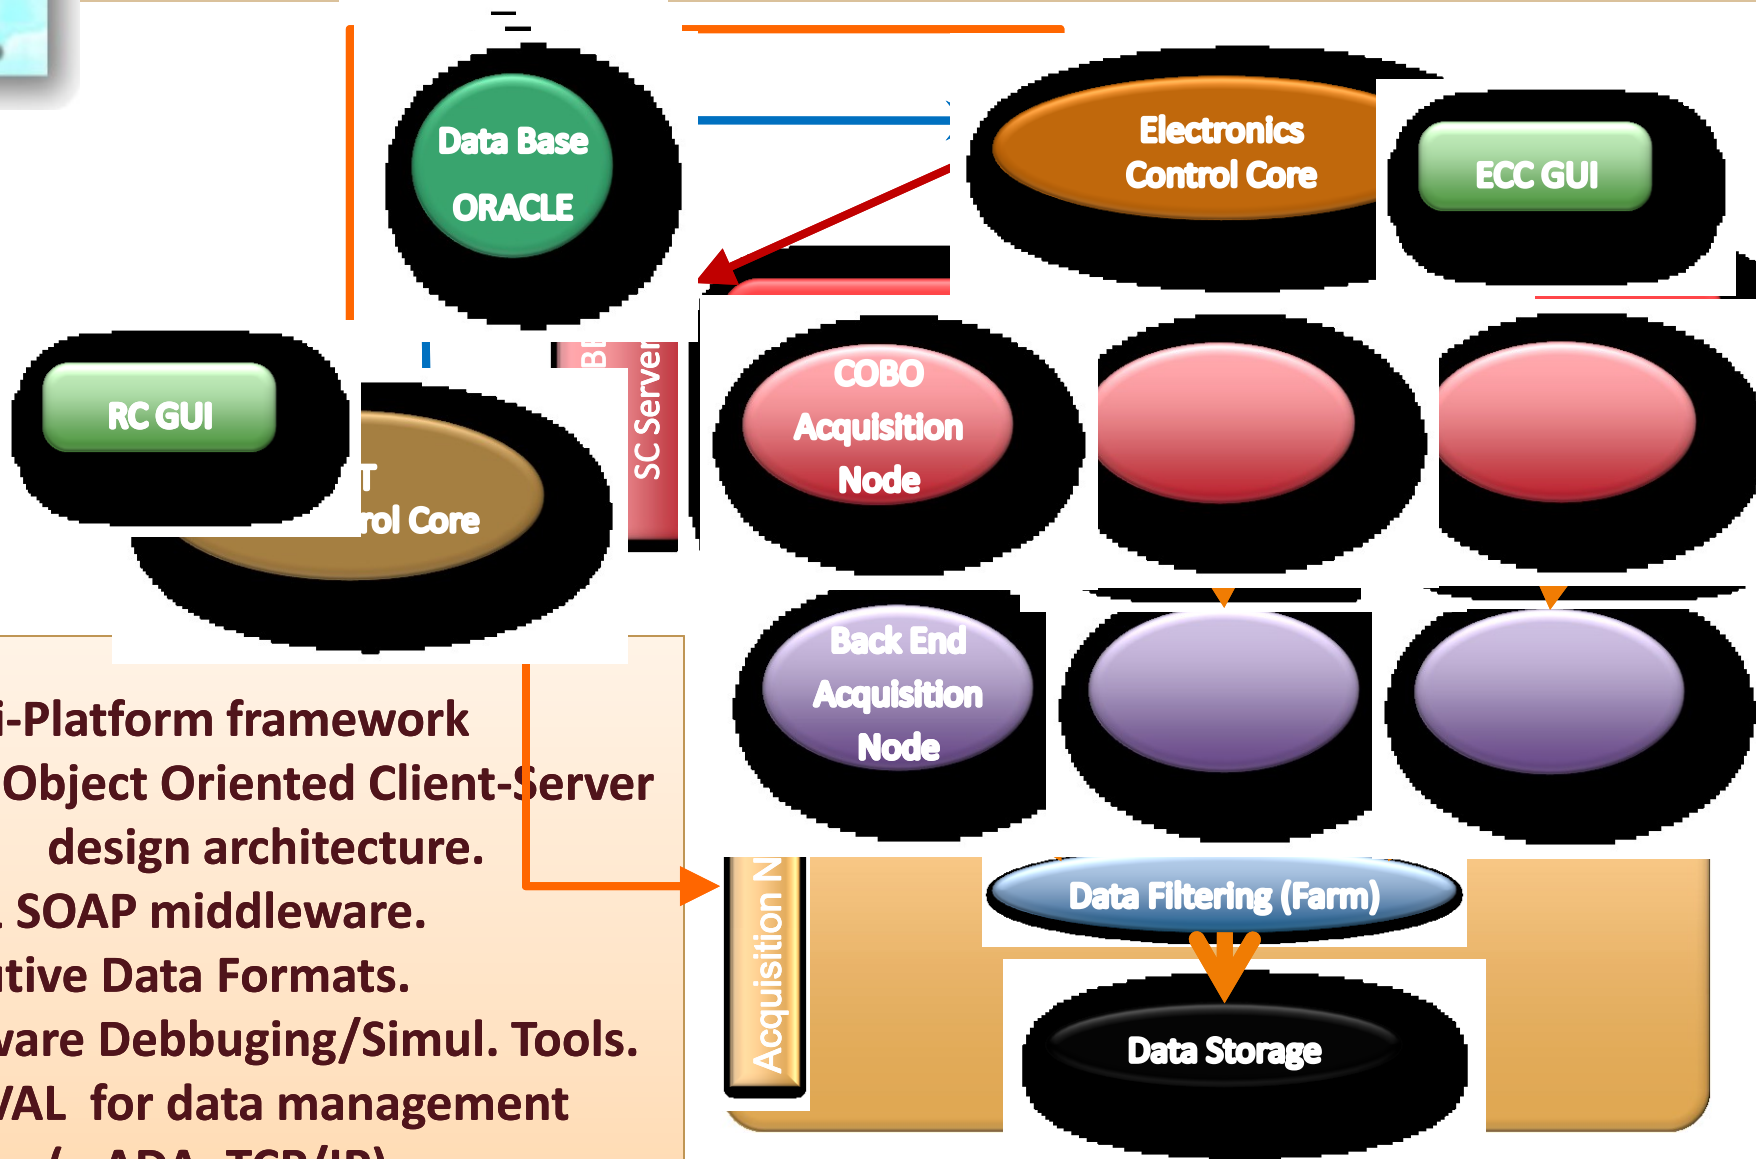 Data Base
ORACLE
Electronics
Control Core
ECC GUI
RC GUI
T
rol Core
SC Server
COBO
Acquisition
Node
Back End
Acquisition
Node
i-Platform framework
Object Oriented Client-Server
design architecture.
SOAP middleware.
tive Data Formats.
ware Debbuging/Simul. Tools.
VAL for data management
Acquisition N
Data Filtering (Farm)
Data Storage